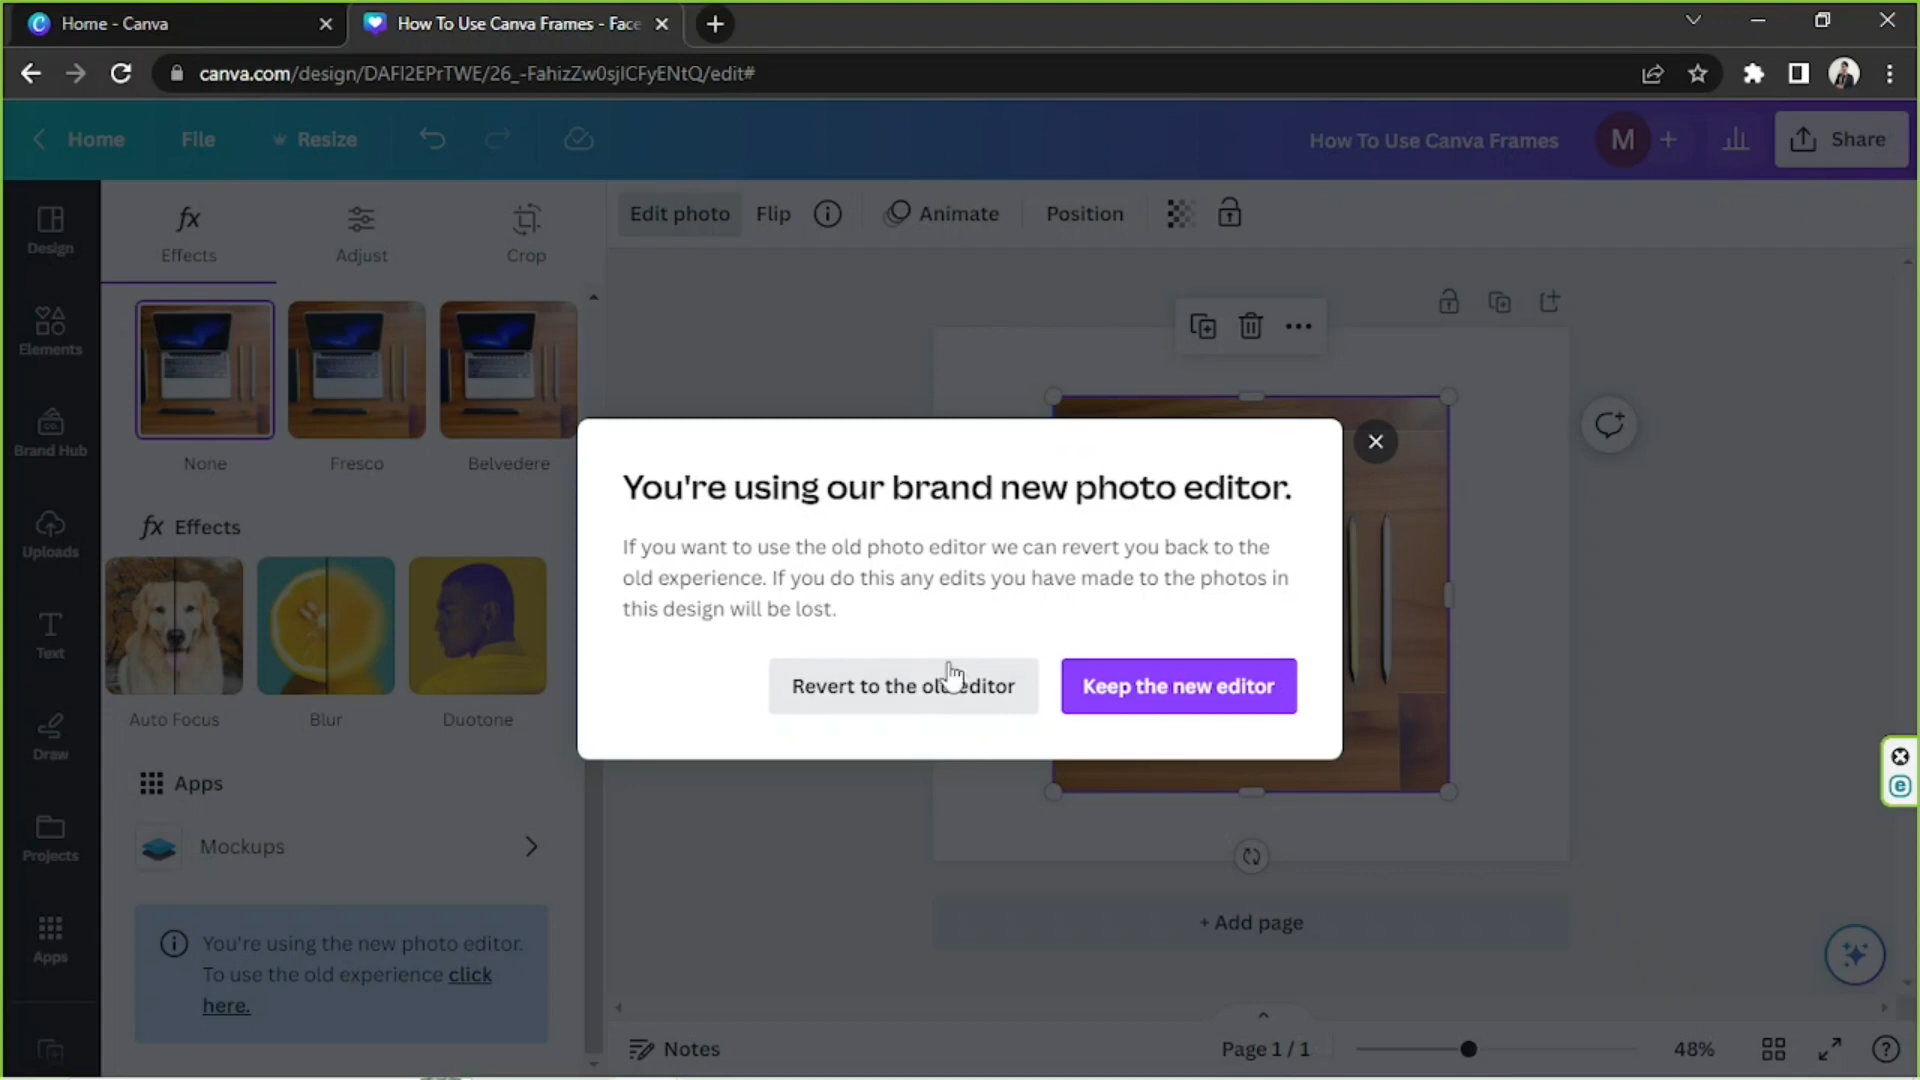 Home - Canva
How To Use Canva Frames - Face
canva.com/design/DAFI2EPrTWE/26_-FahizZw0sjICFyENtQ/edit#
Home
File
Resize
How To Use Canva Frames
M
Share
Design
Elements
Brand Hub
Uploads
Text
Draw
Projects
Apps
fx
Effects
Adjust
Crop
None
Fresco
Belvedere
fx Effects
Auto Focus
Blur
Duotone
Apps
Mockups
You're using the new photo editor.
To use the old experience click
here.
Edit photo
Flip
Animate
Position
You're using our brand new photo editor.
If you want to use the old photo editor we can revert you back to the
old experience. If you do this any edits you have made to the photos in
this design will be lost.
Revert to the old editor
Keep the new editor
+ Add page
Notes
Page 1 / 1
48%